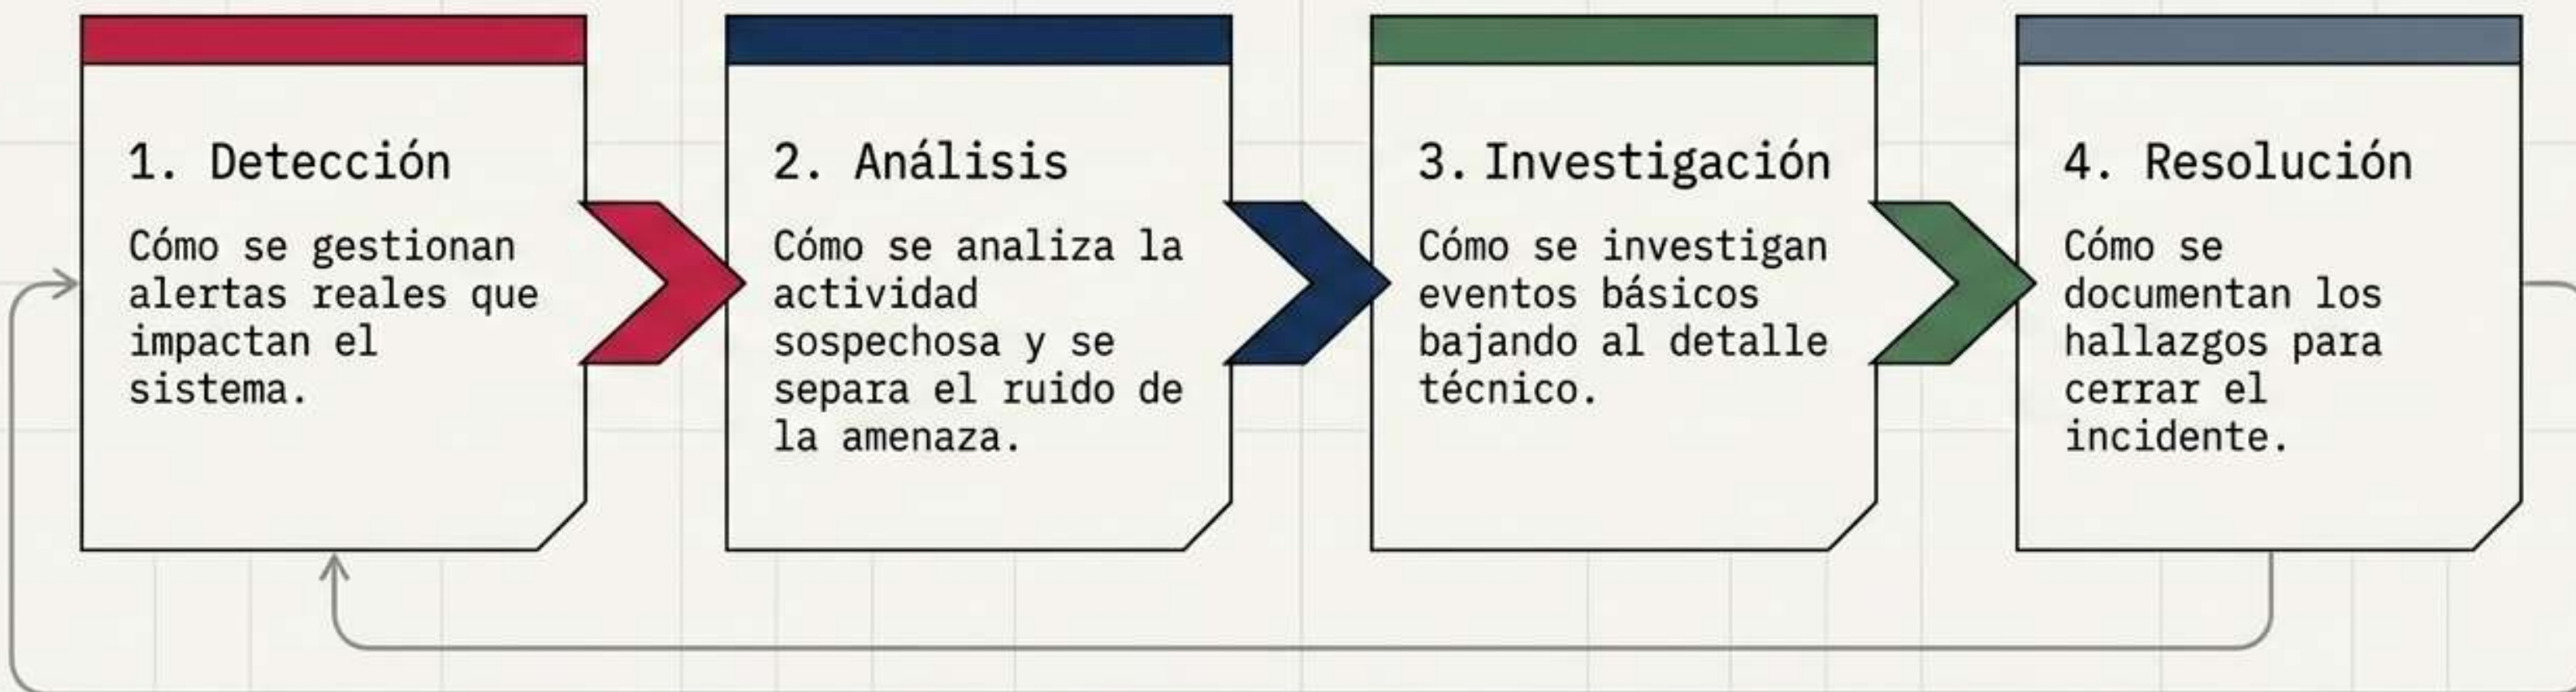 1. Detección
Cómo se gestionan
alertas reales que
impactan el
sistema.
2. Análisis
Cómo se analiza la
actividad
sospechosa y se
separa el ruido de
la amenaza.
3. Investigación
Cómo se investigan
eventos básicos
bajando al detalle
técnico.
4. Resolución
Cómo se
documentan los
hallazgos para
cerrar el
incidente.